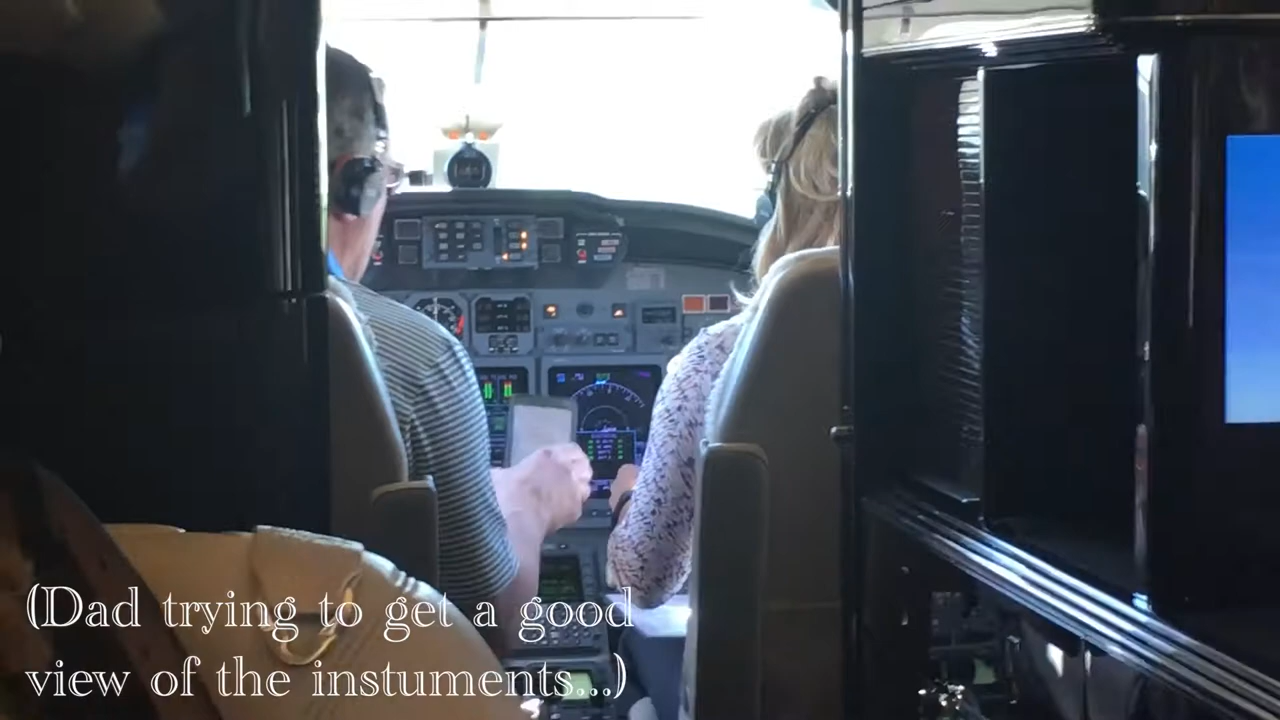 (Dad trying to get a good
view of the instuments...)